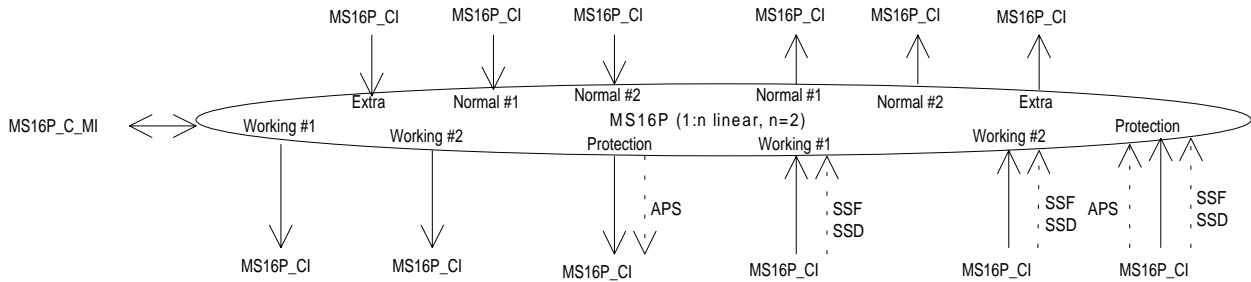 MS16P_CI MS16P_CI MS16P_CI MS16P_CI MS16P_CI MS16P_CI
Extra Normal #1 Normal #2 Normal #1 Normal #2 Extra
MS16P_C_MI Working #1 MS16P (1:n linear, n=2) Protection
Working #2 Protection Working #1 Working #2
APS SSF SSF APS SSF
SSD SSD SSD
MS16P_CI MS16P_CI MS16P_CI MS16P_CI MS16P_CI MS16P_CI